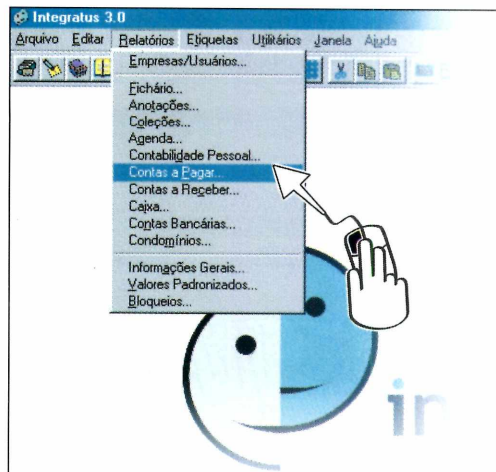 Integratus 3.0
Arquivo Editar Relatórios Etiquetas Utilitários Janela Ajuda
Empresas/Usuários...
Fichário...
Anotações...
Coleções...
Agenda...
Contabilidade Pessoal...
Contas a Pagar...
Contas a Receber...
Caixa...
Contas Bancárias...
Condomínios...
Informações Gerais...
Valores Padronizados...
Bloqueios...
in